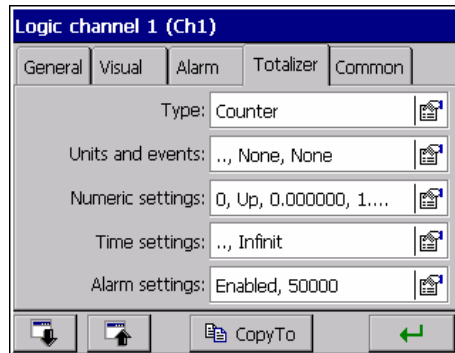 Logic channel 1 (Ch1)
General Visual Alarm Totalizer Common
Type: Counter
Units and events: .., None, None
Numeric settings: 0, Up, 0.000000, 1....
Time settings: .., Infinit
Alarm settings: Enabled, 50000
CopyTo